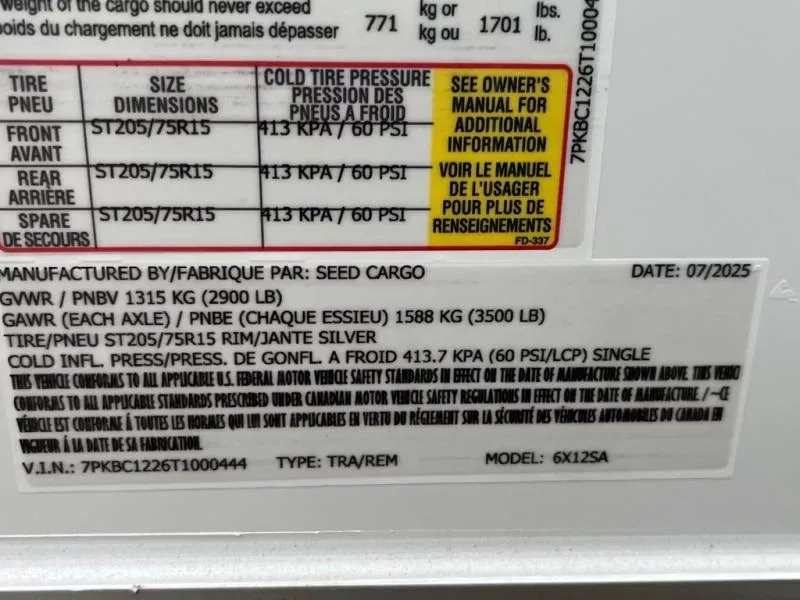 weight of the cargo should never exceed
poids du chargement ne doit jamais dépasser
771 kg or 1701 lbs.
kg ou lb.
TIRE
PNEU
SIZE
DIMENSIONS
COLD TIRE PRESSURE
PRESSION DES
PNEUS A FROID
SEE OWNER'S
MANUAL FOR
ADDITIONAL
INFORMATION
FRONT
AVANT
ST205/75R15
413 KPA / 60 PSI
REAR
ARRIÈRE
ST205/75R15
413 KPA / 60 PSI
SPARE
DE SECOURS
ST205/75R15
413 KPA / 60 PSI
VOIR LE MANUEL
DE L'USAGER
POUR PLUS DE
RENSEIGNEMENTS
FD-337
7PKBC1226T10004
MANUFACTURED BY/FABRIQUE PAR: SEED CARGO DATE: 07/2025
GVWR / PNBV 1315 KG (2900 LB)
GAWR (EACH AXLE) / PNBE (CHAQUE ESSIEU) 1588 KG (3500 LB)
TIRE/PNEU ST205/75R15 RIM/JANTE SILVER
COLD INFL. PRESS/PRESS. DE GONFL. A FROID 413.7 KPA (60 PSI/LCP) SINGLE
THIS VEHICLE CONFORMS TO ALL APPLICABLE U.S. FEDERAL MOTOR VEHICLE SAFETY STANDARDS IN EFFECT ON THE DATE OF MANUFACTURE SHOWN ABOVE. THIS VEHICL
CONFORMS TO ALL APPLICABLE STANDARDS PRESCRIBED UNDER CANADIAN MOTOR VEHICLE SAFETY REGULATIONS IN EFFECT ON THE DATE OF MANUFACTURE. / ~CE
VÉHICULE EST CONFORME À TOUTES LES NORMES QUI LUI SONT APPLICABLES EN VERTU DU RÉGLEMENT SUR LA SÉCURITÉ DES VÉHICULES AUTOMOBILES DU CANADA EN
VIGUEUR À LA DATE DE SA FABRICATION.
V.I.N.: 7PKBC1226T1000444 TYPE: TRA/REM MODEL: 6X12SA